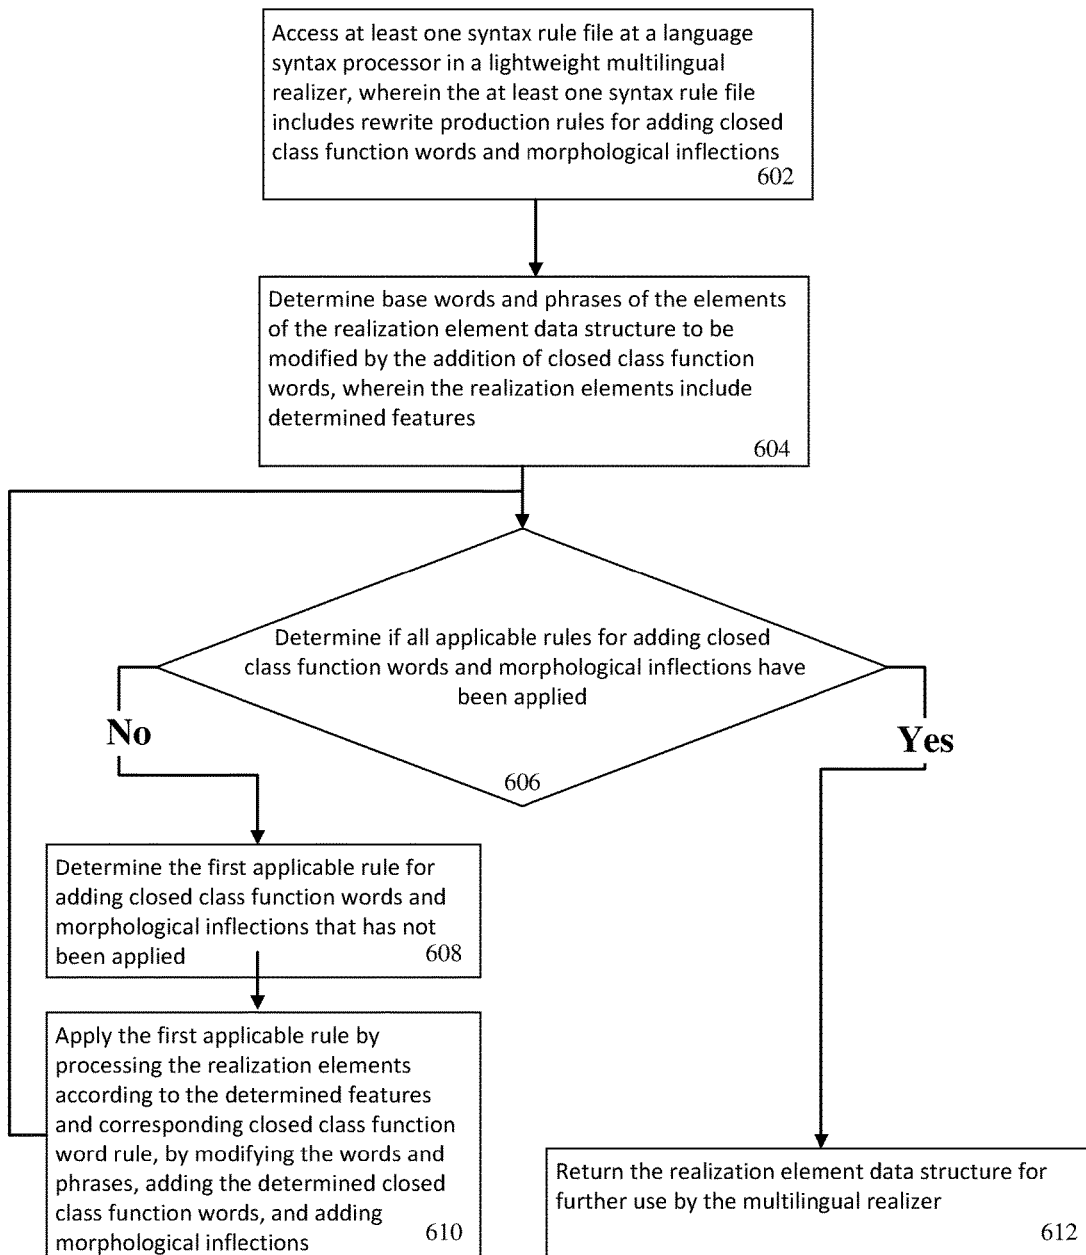 Access at least one syntax rule file at a language
syntax processor in a lightweight multilingual
realizer, wherein the at least one syntax rule file
includes rewrite production rules for adding closed
class function words and morphological inflections
602
Determine base words and phrases of the elements
of the realization element data structure to be
modified by the addition of closed class function
words, wherein the realization elements include
determined features
604
Determine if all applicable rules for adding closed
class function words and morphological inflections have
been applied
606
No
Yes
Determine the first applicable rule for
adding closed class function words and
morphological inflections that has not
been applied 608
Apply the first applicable rule by
processing the realization elements
according to the determined features
and corresponding closed class function
word rule, by modifying the words and
phrases, adding the determined closed
class function words, and adding
morphological inflections 610
Return the realization element data structure for
further use by the multilingual realizer
612